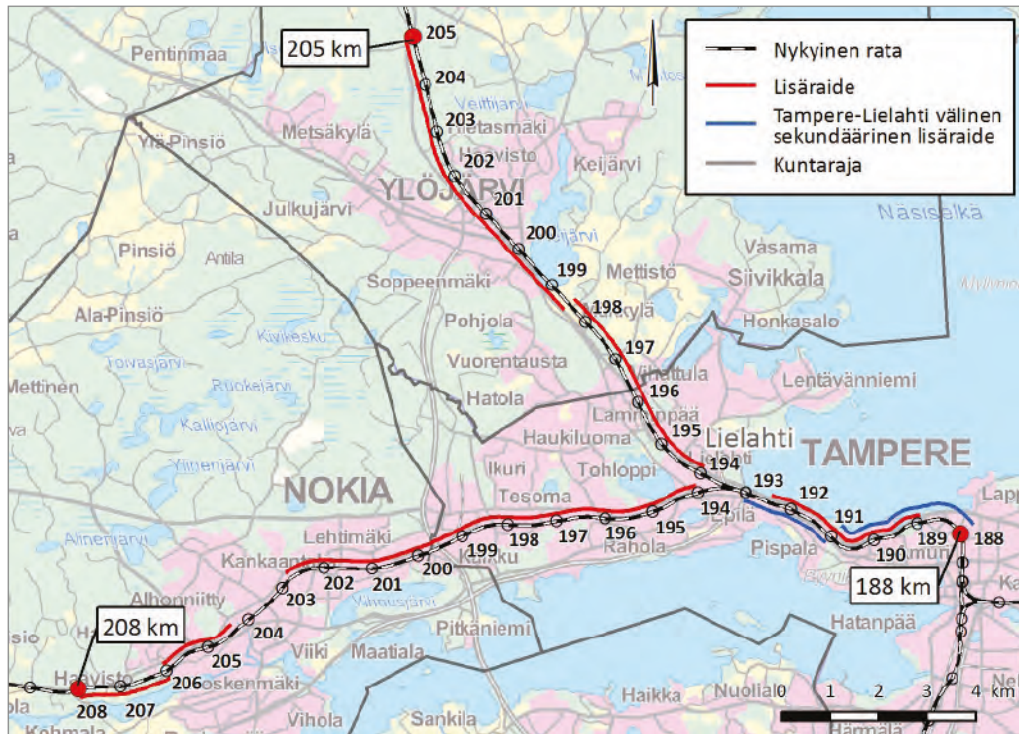 205 km
205
Nykyinen rata
Lisäraide
Tampere-Lielahti välinen
sekundäärinen lisäraide
Kuntaraja
Pentinmaa
204
Veittijärvi
Metsäkylä
203
Ylä-Pinsiö
Haavisto
Keijärvi
202
YLÖJÄRVI
Julkujärvi
201
Näsiselkä
Pinsiö
Antila
200
Vasama
Mettistö
Siivikkala
Soppeenmäki
199
Ala-Pinsiö
198
Honkasalo
Kivikesku
Pohjola
Toivasjärvi
197
Vuorentausta
Mettinen
Ruokejärvi
Lentävänniemi
Hatola
196
Kalliojärvi
Haukiluoma
195
Lielahti
TAMPERE
Ylinenjärvi
Ikuri
Tohloppi
194
NOKIA
Tesoma
193
192
194
Epilä
Alinenjärvi
Lehtimäki
195
191
198
197
196
Rahola
Pispala
189
188
Kankaantaka
199
190
200
202
201
203
188 km
Alhonniitty
Hatanpää
208 km
204
Pitkäniemi
205
Viiki
Maatiala
Haavisto
206
208
207
Haikka
0 1 2 3 4 km
Vihola
Sankila
Härmälä